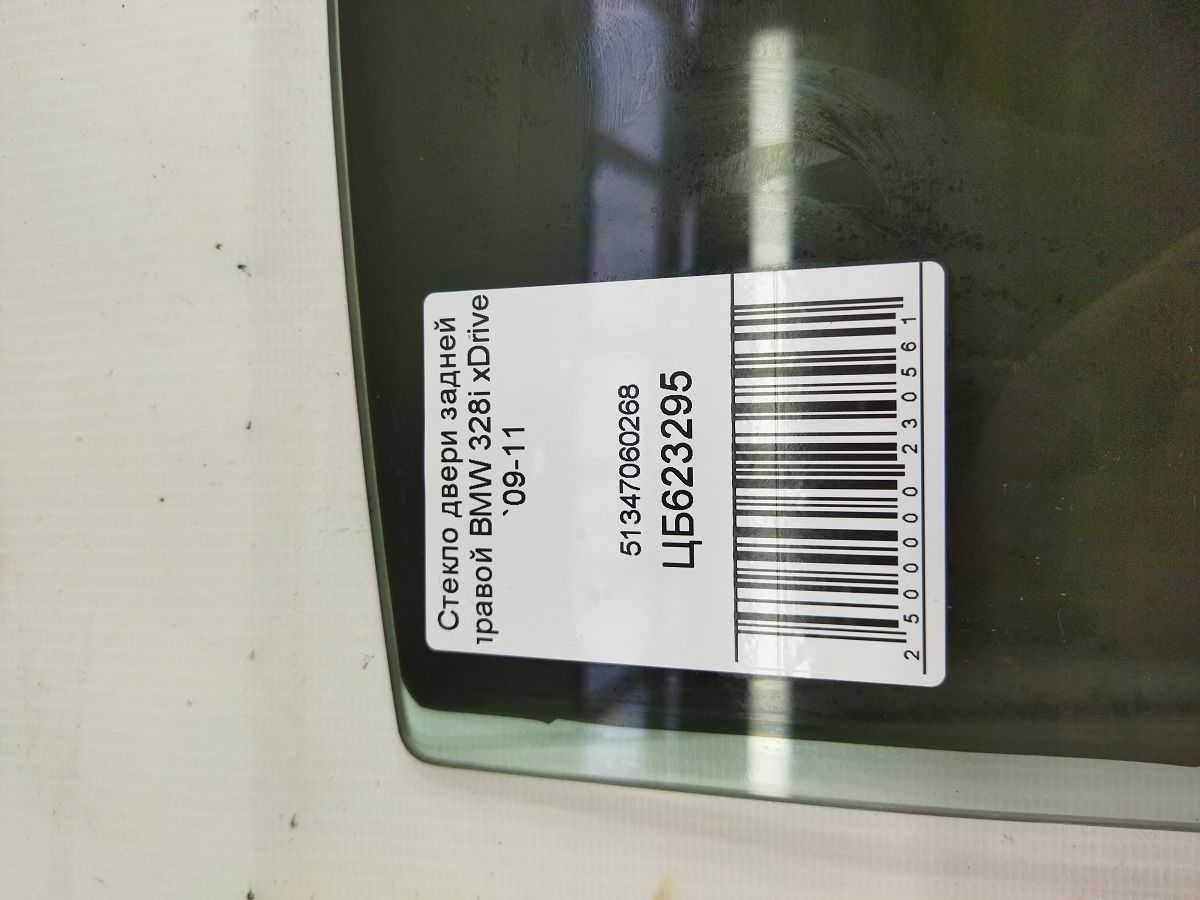 Стекло двери задней
правой BMW 328i xDrive
`09-11
51347060268
ЦБ623295
2500000230561